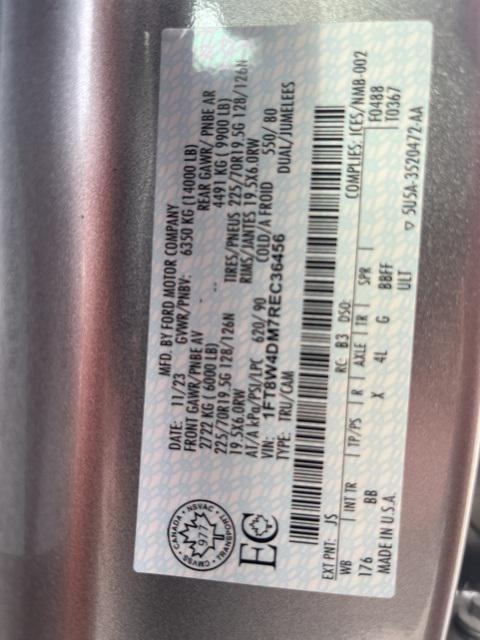 MFD. BY FORD MOTOR COMPANY
DATE: 11/23 GVWR/PNBV: 6350 KG (14000 LB)
FRONT GAWR/PNBE AV REAR GAWR/ PNBE AR
2722 KG ( 6000 LB) 4491 KG ( 9900 LB)
225/70R19.5G 128/126N TIRES/PNEUS 225/70R19.5G 128/126N
19.5X6.0RW RIMS/JANTES 19.5X6.0RW
AT/A kPa/PSI/LPC 620/ 90 COLD/A FROID 550/ 80
VIN: 1FT8W4DM7REC36456 DUAL/JUMELEES
TYPE: TRU/CAM
CANADA • NSVAC • TRANSPORT • CMVSS
977
EC
COMPLIES: ICES/NMB-002
EXT PNT: JS RC: B3 DSO: F0488
WB INT TR TP/PS R AXLE TR SPR T0367
176 BB X 4L G BBFF
MADE IN U.S.A. ULT
5U5A-3520472-AA